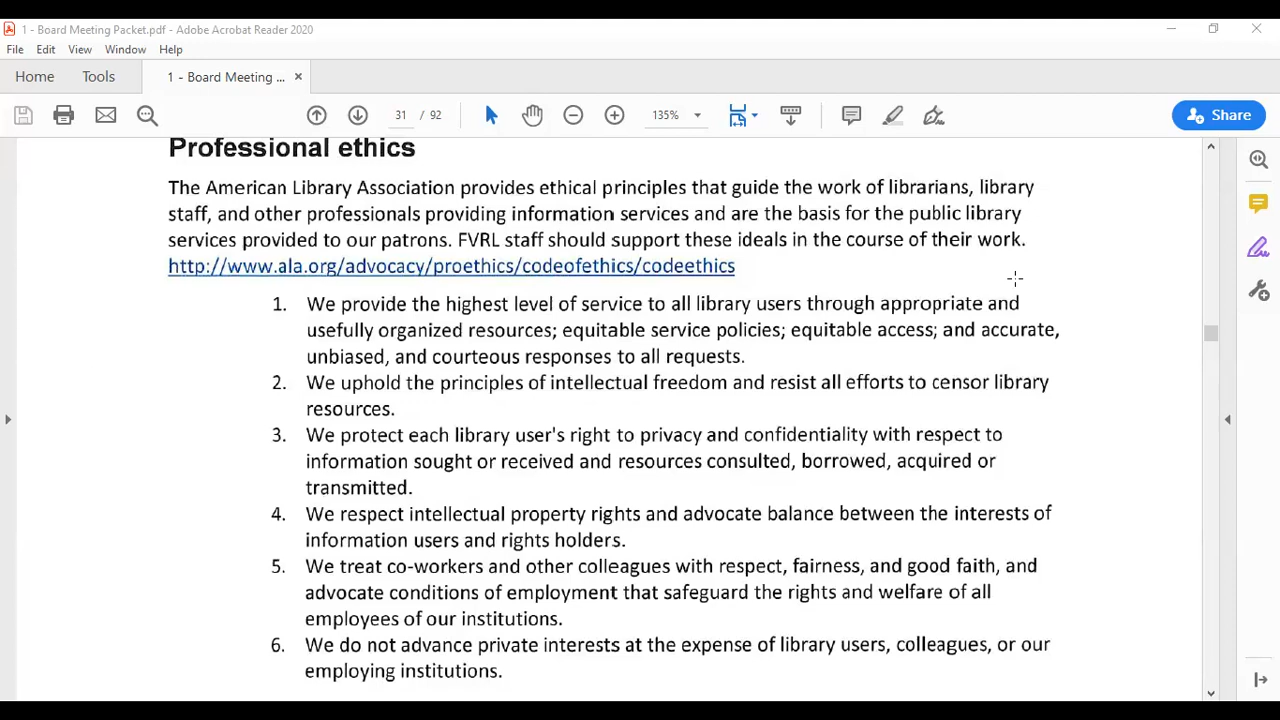 1 - Board Meeting Packet.pdf - Adobe Acrobat Reader 2020
File Edit View Window Help
Home Tools 1 - Board Meeting ... ×
31 / 92 135% Share
Professional ethics
The American Library Association provides ethical principles that guide the work of librarians, library
staff, and other professionals providing information services and are the basis for the public library
services provided to our patrons. FVRL staff should support these ideals in the course of their work.
http://www.ala.org/advocacy/proethics/codeofethics/codeethics
1. We provide the highest level of service to all library users through appropriate and
usefully organized resources; equitable service policies; equitable access; and accurate,
unbiased, and courteous responses to all requests.
2. We uphold the principles of intellectual freedom and resist all efforts to censor library
resources.
3. We protect each library user's right to privacy and confidentiality with respect to
information sought or received and resources consulted, borrowed, acquired or
transmitted.
4. We respect intellectual property rights and advocate balance between the interests of
information users and rights holders.
5. We treat co-workers and other colleagues with respect, fairness, and good faith, and
advocate conditions of employment that safeguard the rights and welfare of all
employees of our institutions.
6. We do not advance private interests at the expense of library users, colleagues, or our
employing institutions.